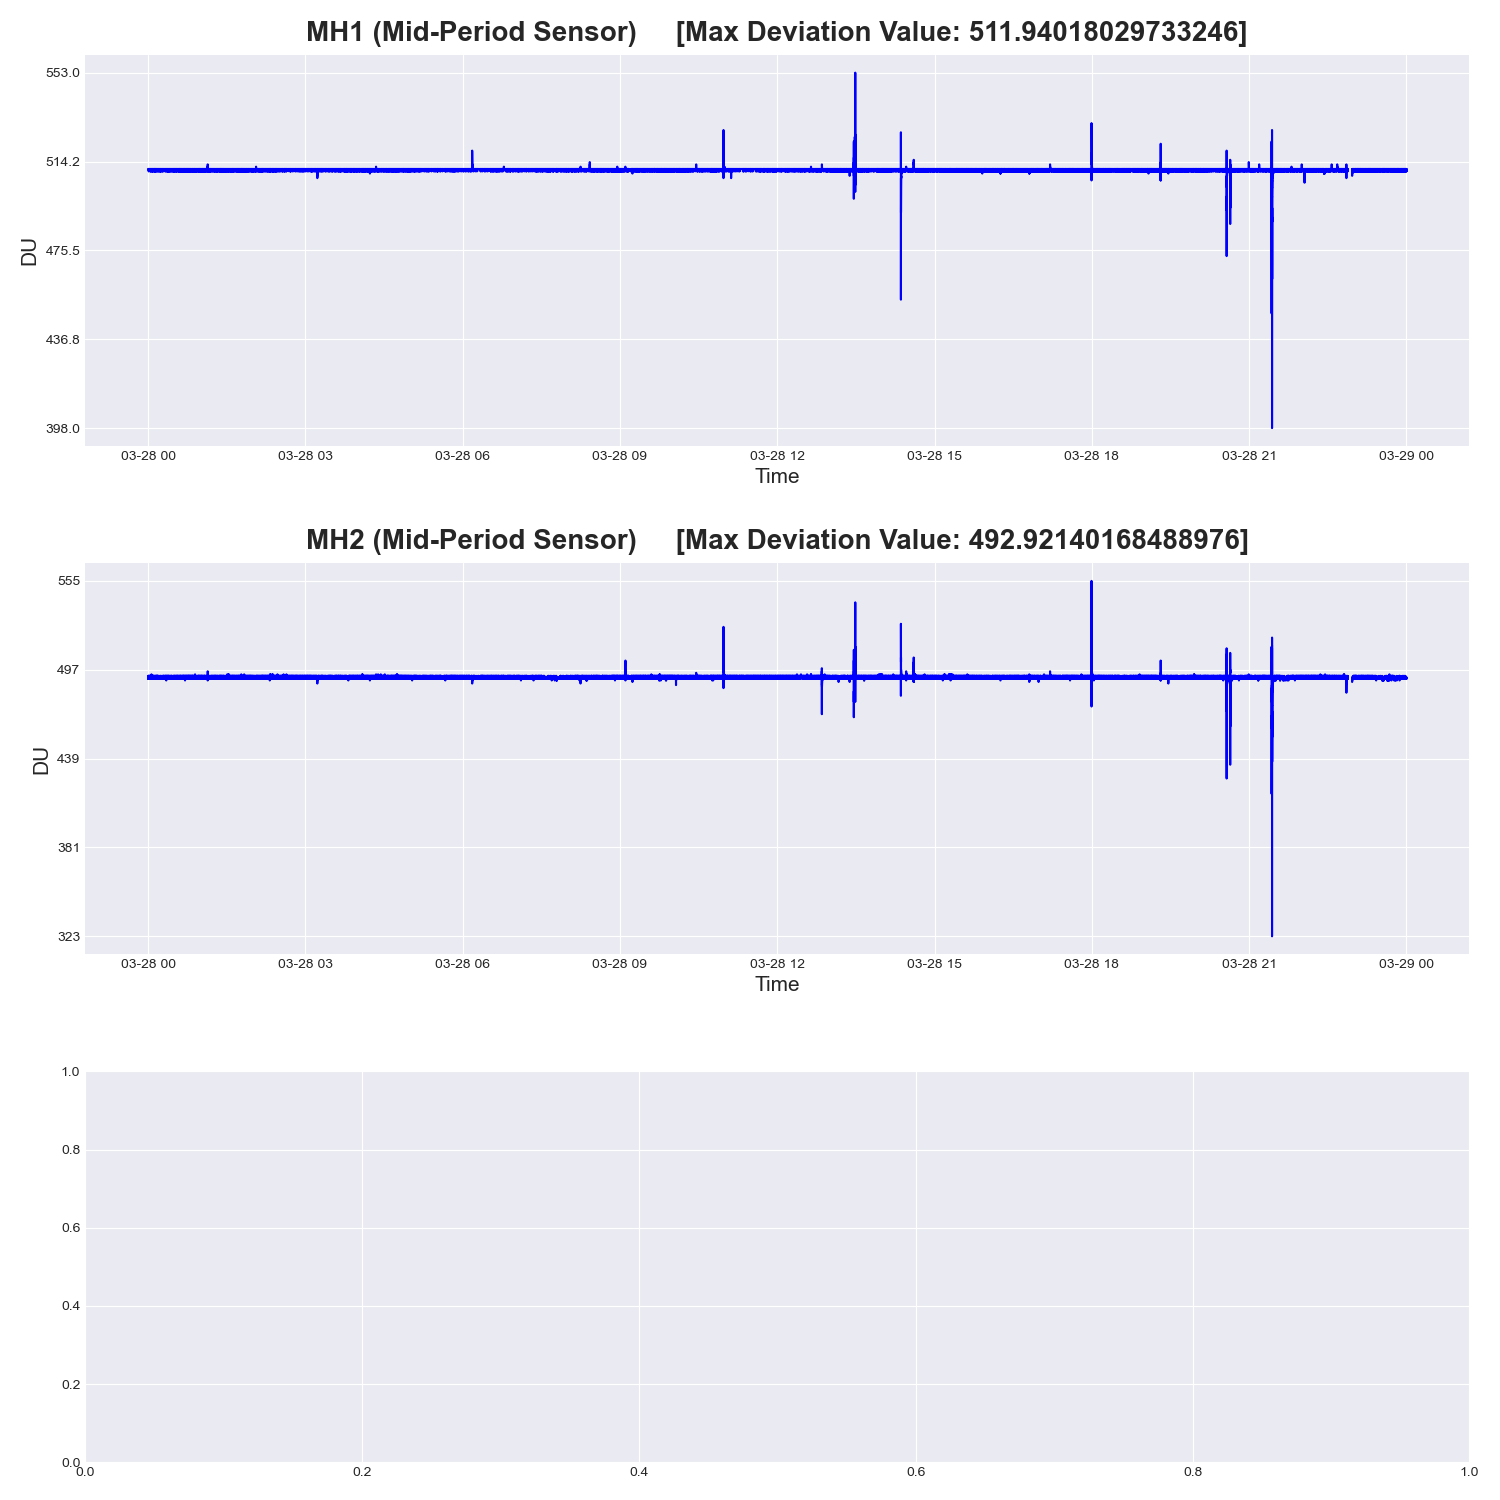 MH1 (Mid-Period Sensor) [Max Deviation Value: 511.94018029733246]
553.0
514.2
475.5
436.8
398.0
DU
03-28 00 03-28 03 03-28 06 03-28 09 03-28 12 03-28 15 03-28 18 03-28 21 03-29 00
Time
MH2 (Mid-Period Sensor) [Max Deviation Value: 492.92140168488976]
555
497
439
381
323
DU
03-28 00 03-28 03 03-28 06 03-28 09 03-28 12 03-28 15 03-28 18 03-28 21 03-29 00
Time
1.0
0.8
0.6
0.4
0.2
0.0
0.0 0.2 0.4 0.6 0.8 1.0